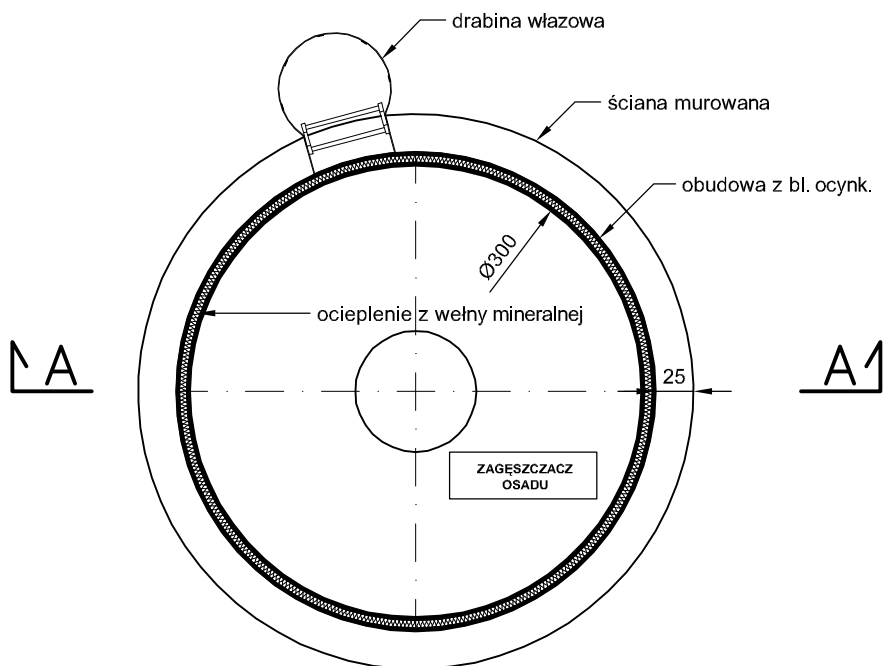 drabina włazowa
ściana murowana
obudowa z bl. ocynk.
Ø300
ocieplenie z wełny mineralnej
A
A
25
ZAGĘSZCZACZ
OSADU